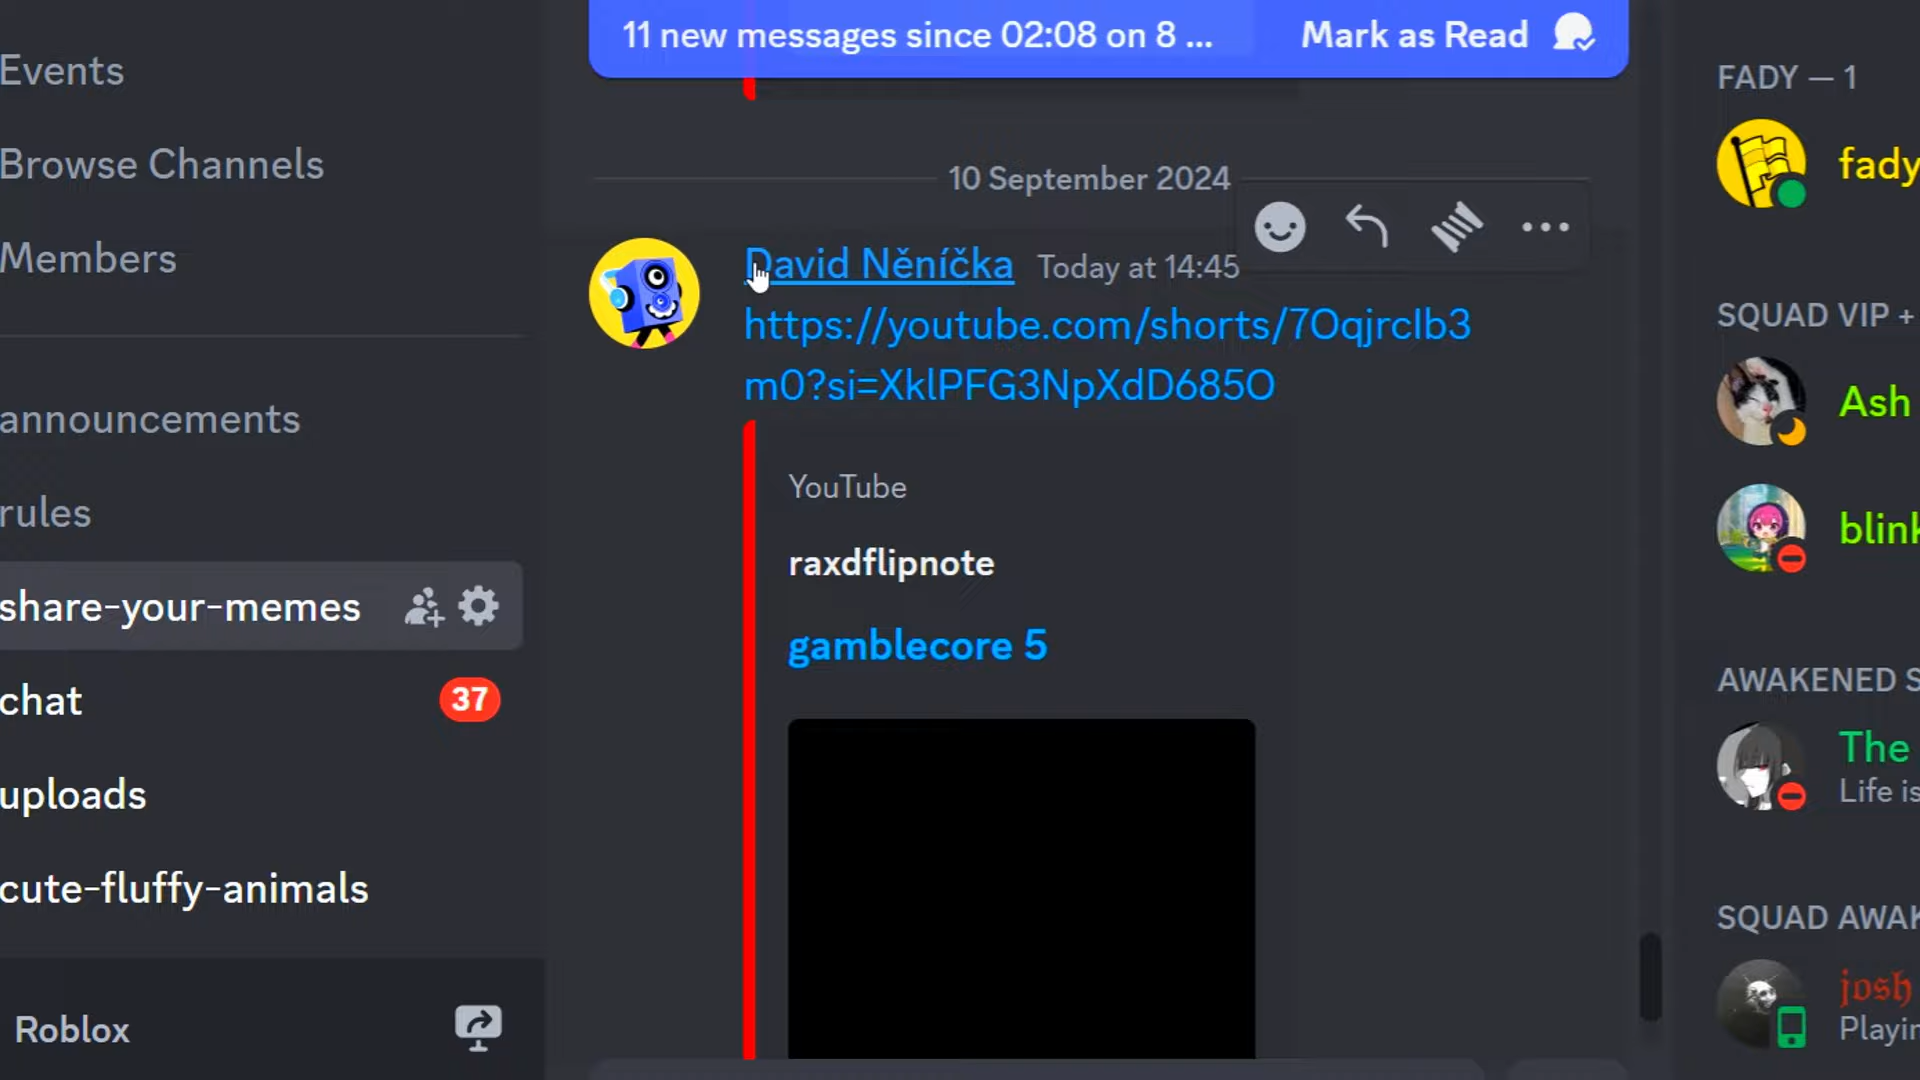 Events
Browse Channels
Members
announcements
rules
share-your-memes
chat 37
uploads
cute-fluffy-animals
Roblox
11 new messages since 02:08 on 8 ... Mark as Read
10 September 2024
David Něníčka Today at 14:45
https://youtube.com/shorts/7OqjrcIb3
m0?si=XklPFG3NpXdD685O
YouTube
raxdflipnote
gamblecore 5
FADY — 1
fady
SQUAD VIP +
Ash
blink
AWAKENED S
The
Life is
SQUAD AWAK
josh
Playin